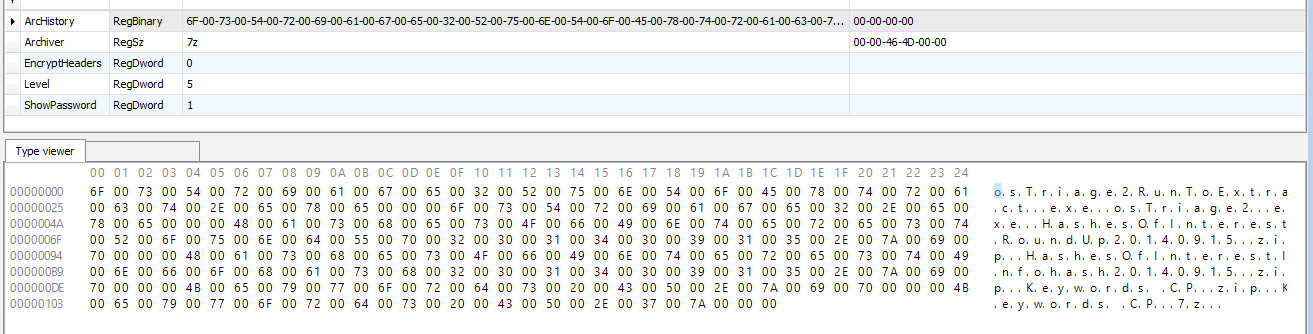 ArcHistory RegBinary 6F-00-73-00-54-00-72-00-69-00-61-00-67-00-65-00-32-00-52-00-75-00-6E-00-54-00-6F-00-45-00-78-00-74-00-72-00-61-00-63-00-7... 00-00-00-00
Archiver RegSz 7z 00-00-46-4D-00-00
EncryptHeaders RegDword 0
Level RegDword 5
ShowPassword RegDword 1
Type viewer
00 01 02 03 04 05 06 07 08 09 0A 0B 0C 0D 0E 0F 10 11 12 13 14 15 16 17 18 19 1A 1B 1C 1D 1E 1F 20 21 22 23 24
00000000 6F 00 73 00 54 00 72 00 69 00 61 00 67 00 65 00 32 00 52 00 75 00 6E 00 54 00 6F 00 45 00 78 00 74 00 72 00 61 o.s.T.r.i.a.g.e.2.R.u.n.T.o.E.x.t.r.a
00000025 00 63 00 74 00 2E 00 65 00 78 00 65 00 00 00 6F 00 73 00 54 00 72 00 69 00 61 00 67 00 65 00 32 00 2E 00 65 00 .c.t...e.x.e...o.s.T.r.i.a.g.e.2...e.
0000004A 78 00 65 00 00 00 48 00 61 00 73 00 68 00 65 00 73 00 4F 00 66 00 49 00 6E 00 74 00 65 00 72 00 65 00 73 00 74 x.e...H.a.s.h.e.s.O.f.I.n.t.e.r.e.s.t
0000006F 00 52 00 6F 00 75 00 6E 00 64 00 55 00 70 00 32 00 30 00 31 00 34 00 30 00 39 00 31 00 35 00 2E 00 7A 00 69 00 .R.o.u.n.d.U.p.2.0.1.4.0.9.1.5...z.i.
00000094 70 00 00 00 48 00 61 00 73 00 68 00 65 00 73 00 4F 00 66 00 49 00 6E 00 74 00 65 00 72 00 65 00 73 00 74 00 49 p...H.a.s.h.e.s.O.f.I.n.t.e.r.e.s.t.I
000000B9 00 6E 00 66 00 6F 00 68 00 61 00 73 00 68 00 32 00 30 00 31 00 34 00 30 00 39 00 31 00 35 00 2E 00 7A 00 69 00 .n.f.o.h.a.s.h.2.0.1.4.0.9.1.5...z.i.
000000DE 70 00 00 00 4B 00 65 00 79 00 77 00 6F 00 72 00 64 00 73 00 20 00 43 00 50 00 2E 00 7A 00 69 00 70 00 00 00 4B p...K.e.y.w.o.r.d.s. .C.P...z.i.p...K
00000103 00 65 00 79 00 77 00 6F 00 72 00 64 00 73 00 20 00 43 00 50 00 2E 00 37 00 7A 00 00 00 .e.y.w.o.r.d.s. .C.P...7.z...